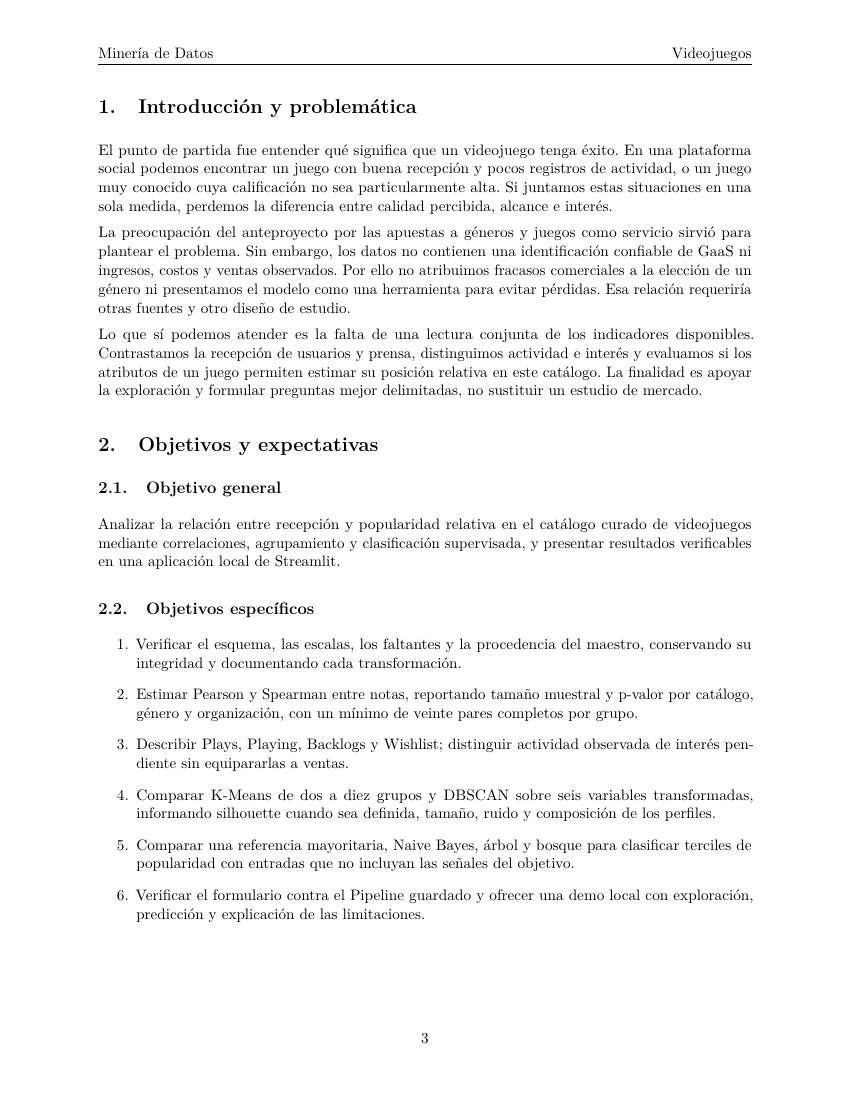 Minería de Datos Videojuegos
1. Introducción y problemática
El punto de partida fue entender qué significa que un videojuego tenga éxito. En una plataforma
social podemos encontrar un juego con buena recepción y pocos registros de actividad, o un juego
muy conocido cuya calificación no sea particularmente alta. Si juntamos estas situaciones en una
sola medida, perdemos la diferencia entre calidad percibida, alcance e interés.
La preocupación del anteproyecto por las apuestas a géneros y juegos como servicio sirvió para
plantear el problema. Sin embargo, los datos no contienen una identificación confiable de GaaS ni
ingresos, costos y ventas observados. Por ello no atribuimos fracasos comerciales a la elección de un
género ni presentamos el modelo como una herramienta para evitar pérdidas. Esa relación requeriría
otras fuentes y otro diseño de estudio.
Lo que sí podemos atender es la falta de una lectura conjunta de los indicadores disponibles.
Contrastamos la recepción de usuarios y prensa, distinguimos actividad e interés y evaluamos si los
atributos de un juego permiten estimar su posición relativa en este catálogo. La finalidad es apoyar
la exploración y formular preguntas mejor delimitadas, no sustituir un estudio de mercado.
2. Objetivos y expectativas
2.1. Objetivo general
Analizar la relación entre recepción y popularidad relativa en el catálogo curado de videojuegos
mediante correlaciones, agrupamiento y clasificación supervisada, y presentar resultados verificables
en una aplicación local de Streamlit.
2.2. Objetivos específicos
1. Verificar el esquema, las escalas, los faltantes y la procedencia del maestro, conservando su
integridad y documentando cada transformación.
2. Estimar Pearson y Spearman entre notas, reportando tamaño muestral y p-valor por catálogo,
género y organización, con un mínimo de veinte pares completos por grupo.
3. Describir Plays, Playing, Backlogs y Wishlist; distinguir actividad observada de interés pen-
diente sin equipararlas a ventas.
4. Comparar K-Means de dos a diez grupos y DBSCAN sobre seis variables transformadas,
informando silhouette cuando sea definida, tamaño, ruido y composición de los perfiles.
5. Comparar una referencia mayoritaria, Naive Bayes, árbol y bosque para clasificar terciles de
popularidad con entradas que no incluyan las señales del objetivo.
6. Verificar el formulario contra el Pipeline guardado y ofrecer una demo local con exploración,
predicción y explicación de las limitaciones.
3